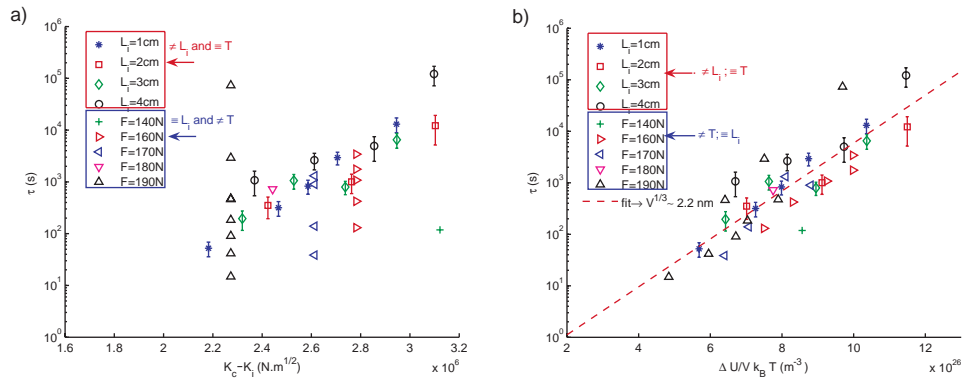 a)
τ (s)
10^6
10^5
10^4
10^3
10^2
10^1
10^0
L_i=1cm
L_i=2cm
L_i=3cm
L_i=4cm
≠ L_i and ≡ T
F=140N
F=160N
F=170N
F=180N
F=190N
≡ L_i and ≠ T
1.6 1.8 2 2.2 2.4 2.6 2.8 3 3.2
K_c−K_i (N.m^{1/2})
× 10^6
b)
τ (s)
10^6
10^5
10^4
10^3
10^2
10^1
10^0
L_i=1cm
L_i=2cm
L_i=3cm
L_i=4cm
≠ L_i ; ≡ T
F=140N
F=160N
F=170N
F=180N
F=190N
≠ T; ≡ L_i
fit→ V^{1/3}~ 2.2 nm
2 4 6 8 10 12
Δ U/V k_B T (m^{-3})
× 10^26